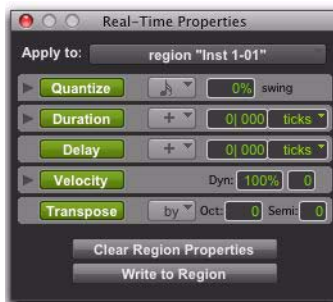 Real-Time Properties
Apply to: region "Inst 1-01"
Quantize 0% swing
Duration + 0| 000 ticks
Delay + 0| 000 ticks
Velocity Dyn: 100% 0
Transpose by Oct: 0 Semi: 0
Clear Region Properties
Write to Region